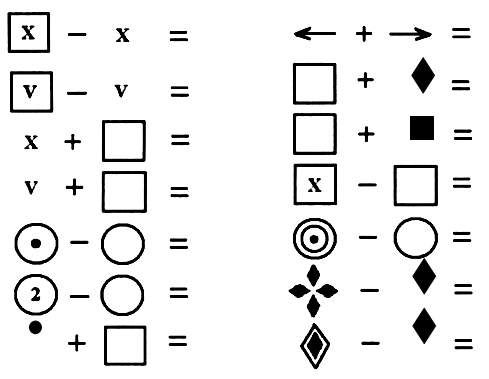 x − x = ← + → =
v − v = □ + ♦ =
x + □ = □ + ■ =
v + □ = x − □ =
• − ○ = ◎ − ○ =
2 − ○ = − ♦ =
• + □ = − ♦ =